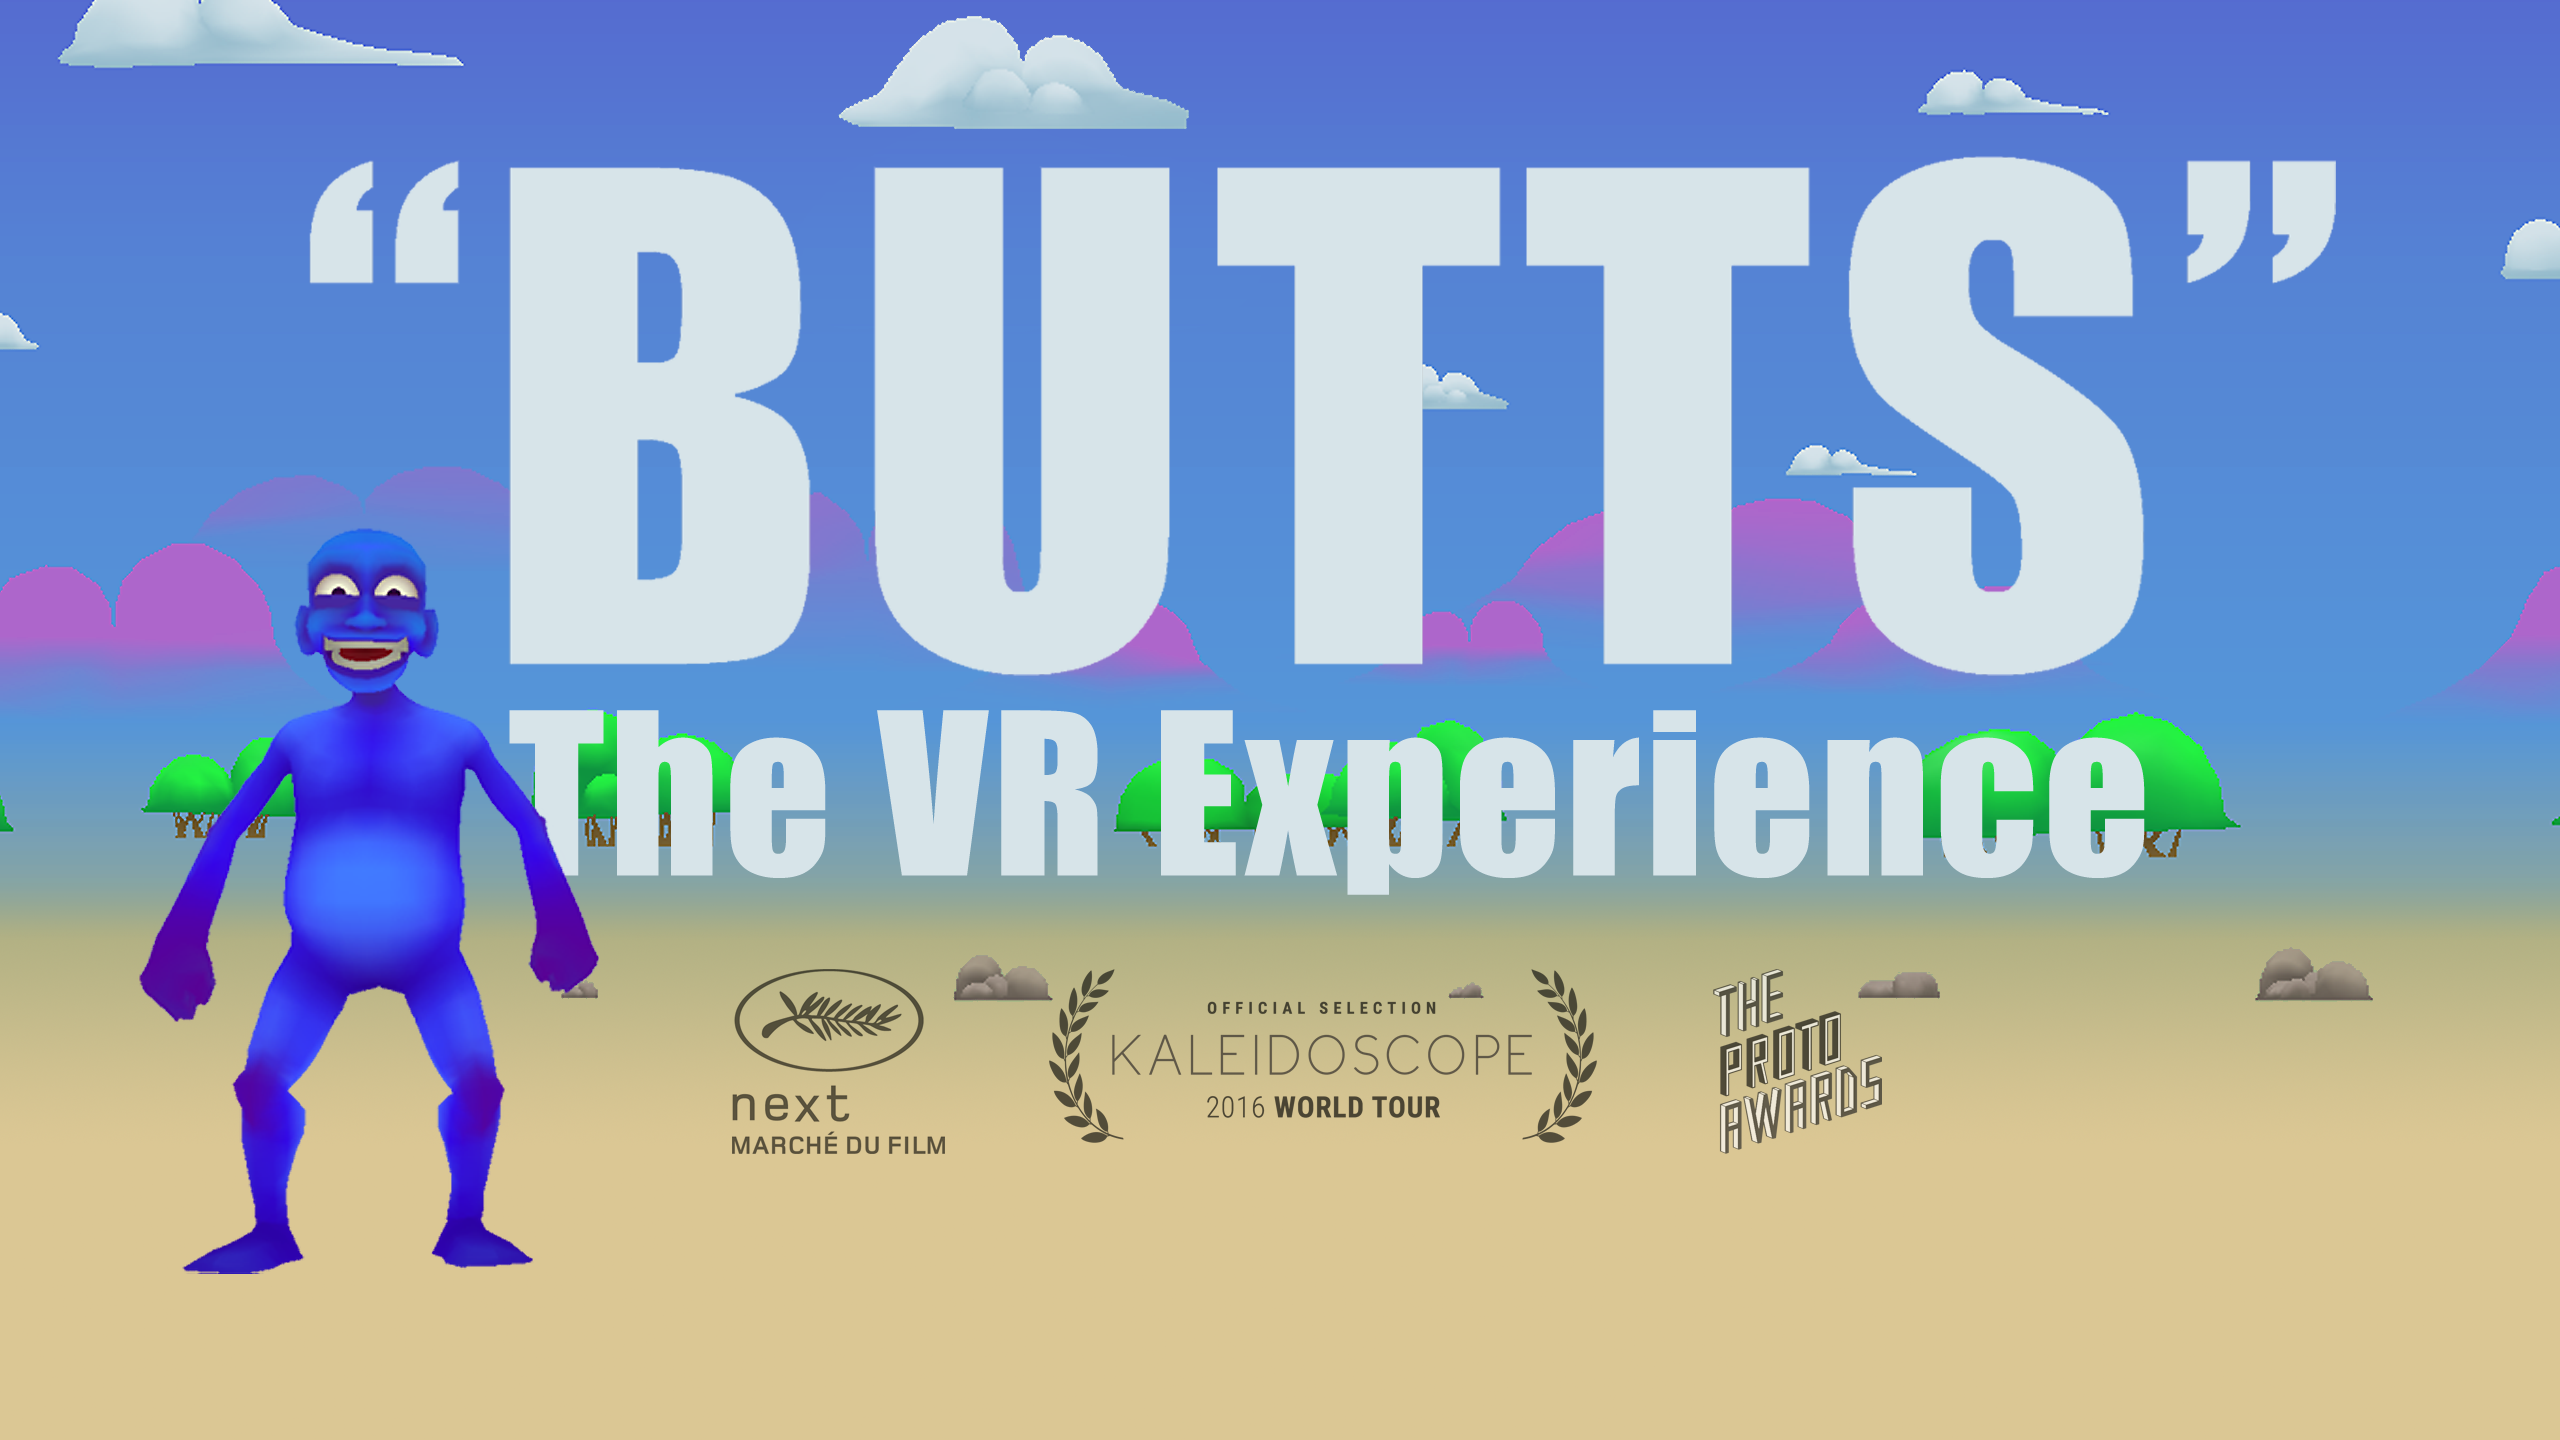 “BUTTS”
The VR Experience
next
MARCHÉ DU FILM
OFFICIAL SELECTION
KALEIDOSCOPE
2016 WORLD TOUR
THE
PROTO
AWARDS